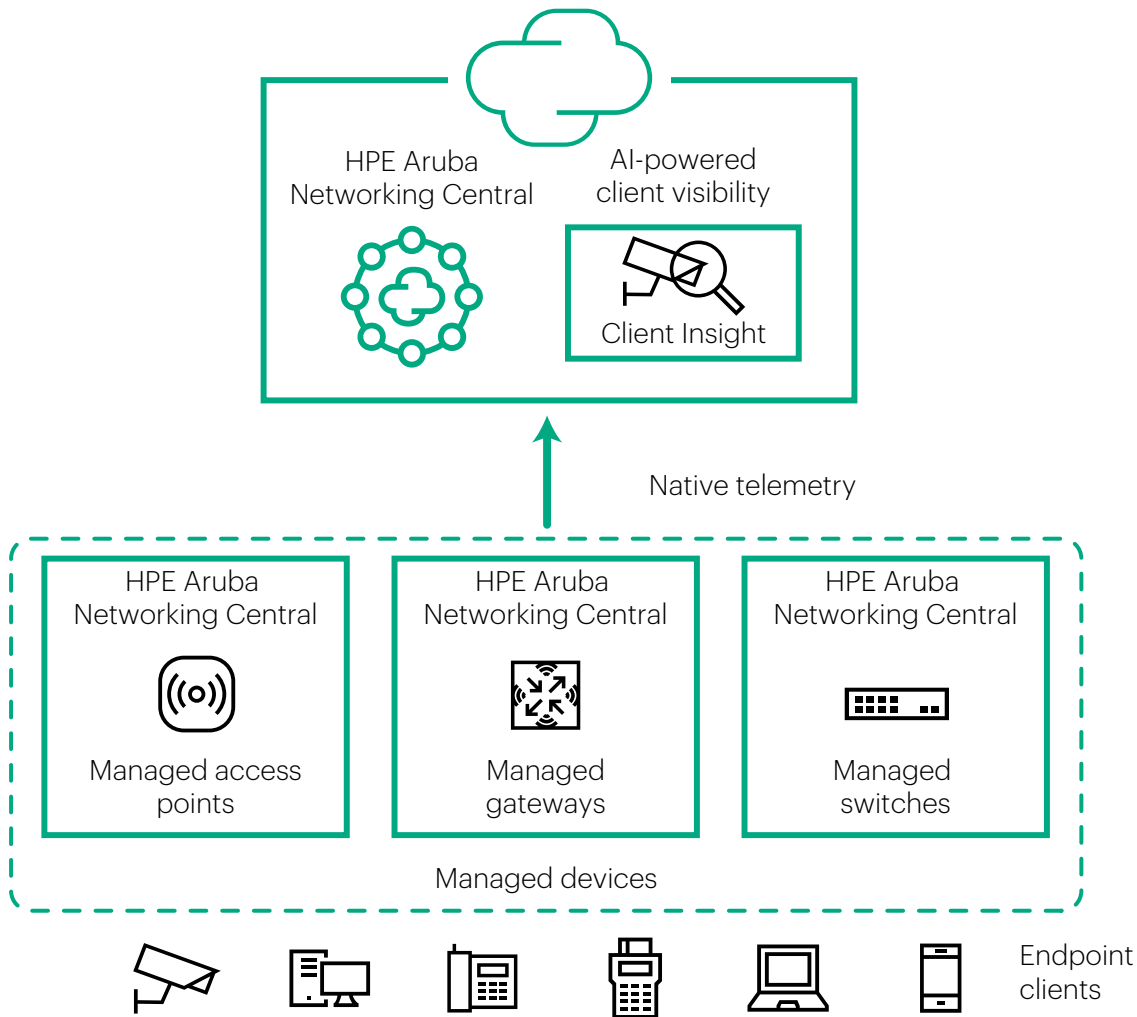 HPE Aruba
Networking Central
AI-powered
client visibility
Client Insight
Native telemetry
HPE Aruba
Networking Central
Managed access
points
HPE Aruba
Networking Central
Managed
gateways
HPE Aruba
Networking Central
Managed
switches
Managed devices
Endpoint
clients